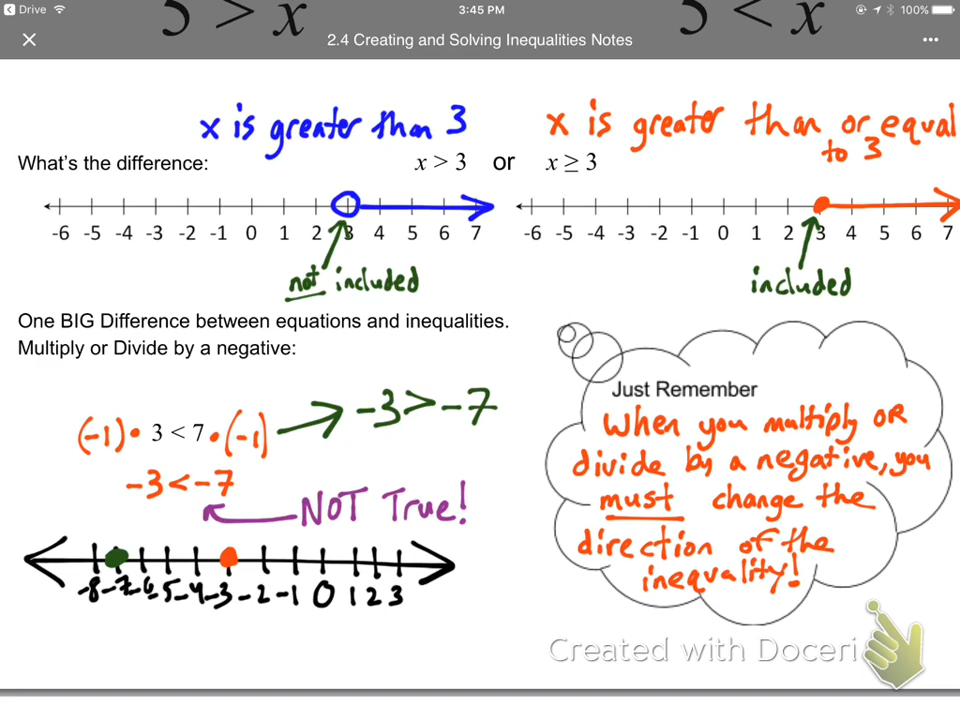 Drive 3:45 PM 100%
5 > x 5 < x
2.4 Creating and Solving Inequalities Notes
x is greater than 3
x is greater than or equal
to 3
What's the difference: x > 3 or x ≥ 3
-6 -5 -4 -3 -2 -1 0 1 2 3 4 5 6 7
-6 -5 -4 -3 -2 -1 0 1 2 3 4 5 6 7
not included
included
One BIG Difference between equations and inequalities.
Multiply or Divide by a negative:
(-1)• 3 < 7 •(-1) → -3 > -7
-3 < -7
NOT True!
-8 -7 -6 -5 -4 -3 -2 -1 0 1 2 3
Just Remember
When you multiply OR
divide by a negative, you
must change the
direction of the
inequality!
Created with Doceri